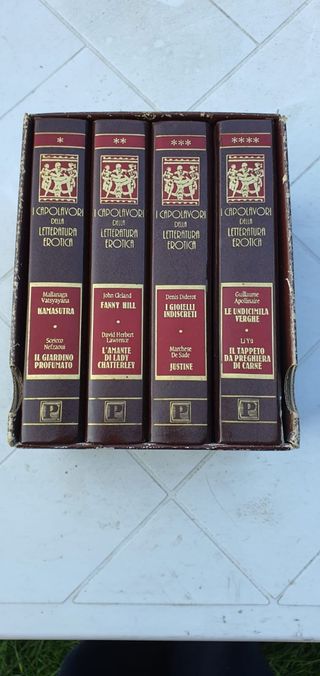 *
I CAPOLAVORI
DELLA
LETTERATURA
EROTICA
Mallanaga
Vatsyayana
KAMASUTRA
Sceicco
Nefzaoui
IL GIARDINO
PROFUMATO
P
**
I CAPOLAVORI
DELLA
LETTERATURA
EROTICA
John Cleland
FANNY HILL
David Herbert
Lawrence
L'AMANTE
DI LADY
CHATTERLEY
P
***
I CAPOLAVORI
DELLA
LETTERATURA
EROTICA
Denis Diderot
I GIOIELLI
INDISCRETI
Marchese
De Sade
JUSTINE
P
****
I CAPOLAVORI
DELLA
LETTERATURA
EROTICA
Guillaume
Apollinaire
LE UNDICIMILA
VERGHE
Li Yü
IL TAPPETO
DA PREGHIERA
DI CARNE
P